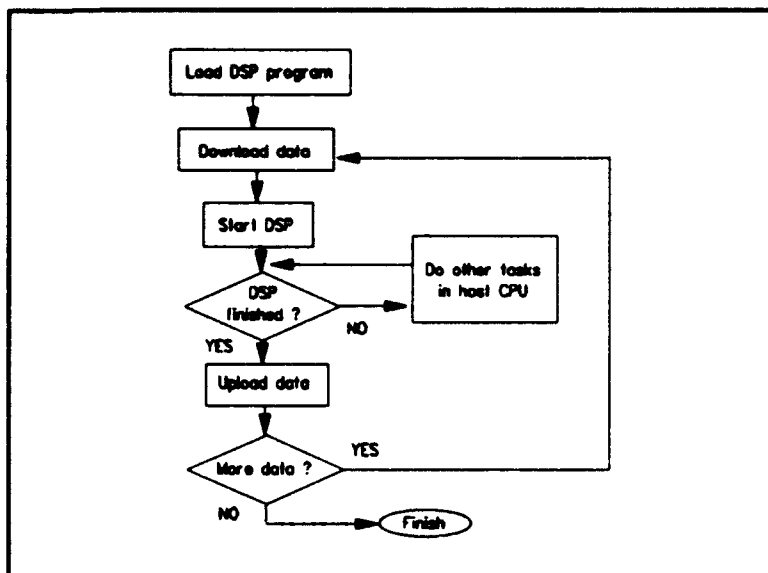 Load DSP program
Download data
Start DSP
Do other tasks
in host CPU
DSP
finished ?
NO
YES
Upload data
More data ?
YES
NO
Finish